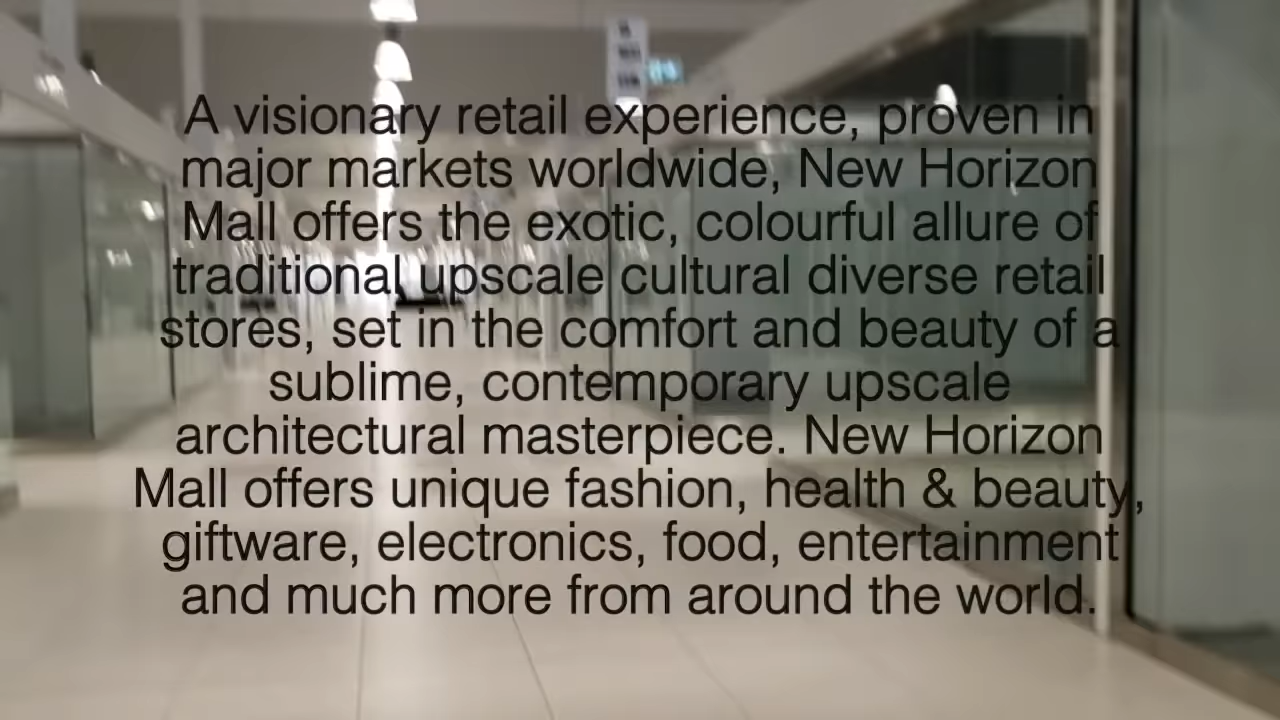 A visionary retail experience, proven in
major markets worldwide, New Horizon
Mall offers the exotic, colourful allure of
traditional upscale cultural diverse retail
stores, set in the comfort and beauty of a
sublime, contemporary upscale
architectural masterpiece. New Horizon
Mall offers unique fashion, health & beauty,
giftware, electronics, food, entertainment
and much more from around the world.